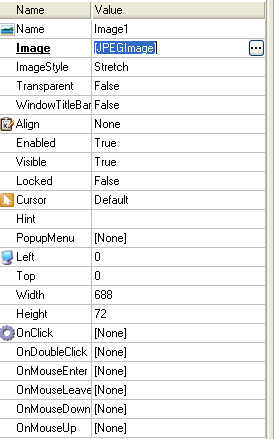 Name Value
Name Image1
Image [JPEGImage] ...
ImageStyle Stretch
Transparent False
WindowTitleBar False
Align None
Enabled True
Visible True
Locked False
Cursor Default
Hint
PopupMenu [None]
Left 0
Top 0
Width 688
Height 72
OnClick [None]
OnDoubleClick [None]
OnMouseEnter [None]
OnMouseLeave [None]
OnMouseDown [None]
OnMouseUp [None]